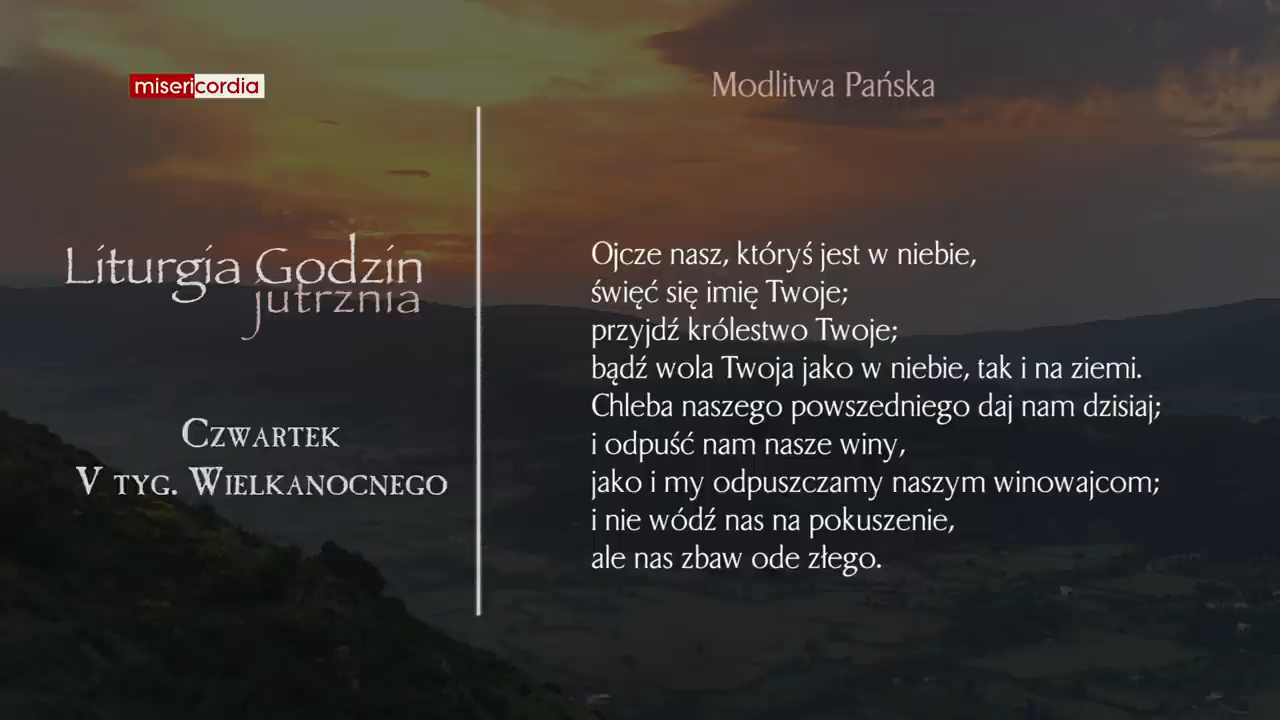 misericordia
Liturgia Godzin
jutrznia
Czwartek
V tyg. Wielkanocnego
Modlitwa Pańska
Ojcze nasz, któryś jest w niebie,
święć się imię Twoje;
przyjdź królestwo Twoje;
bądź wola Twoja jako w niebie, tak i na ziemi.
Chleba naszego powszedniego daj nam dzisiaj;
i odpuść nam nasze winy,
jako i my odpuszczamy naszym winowajcom;
i nie wódź nas na pokuszenie,
ale nas zbaw ode złego.